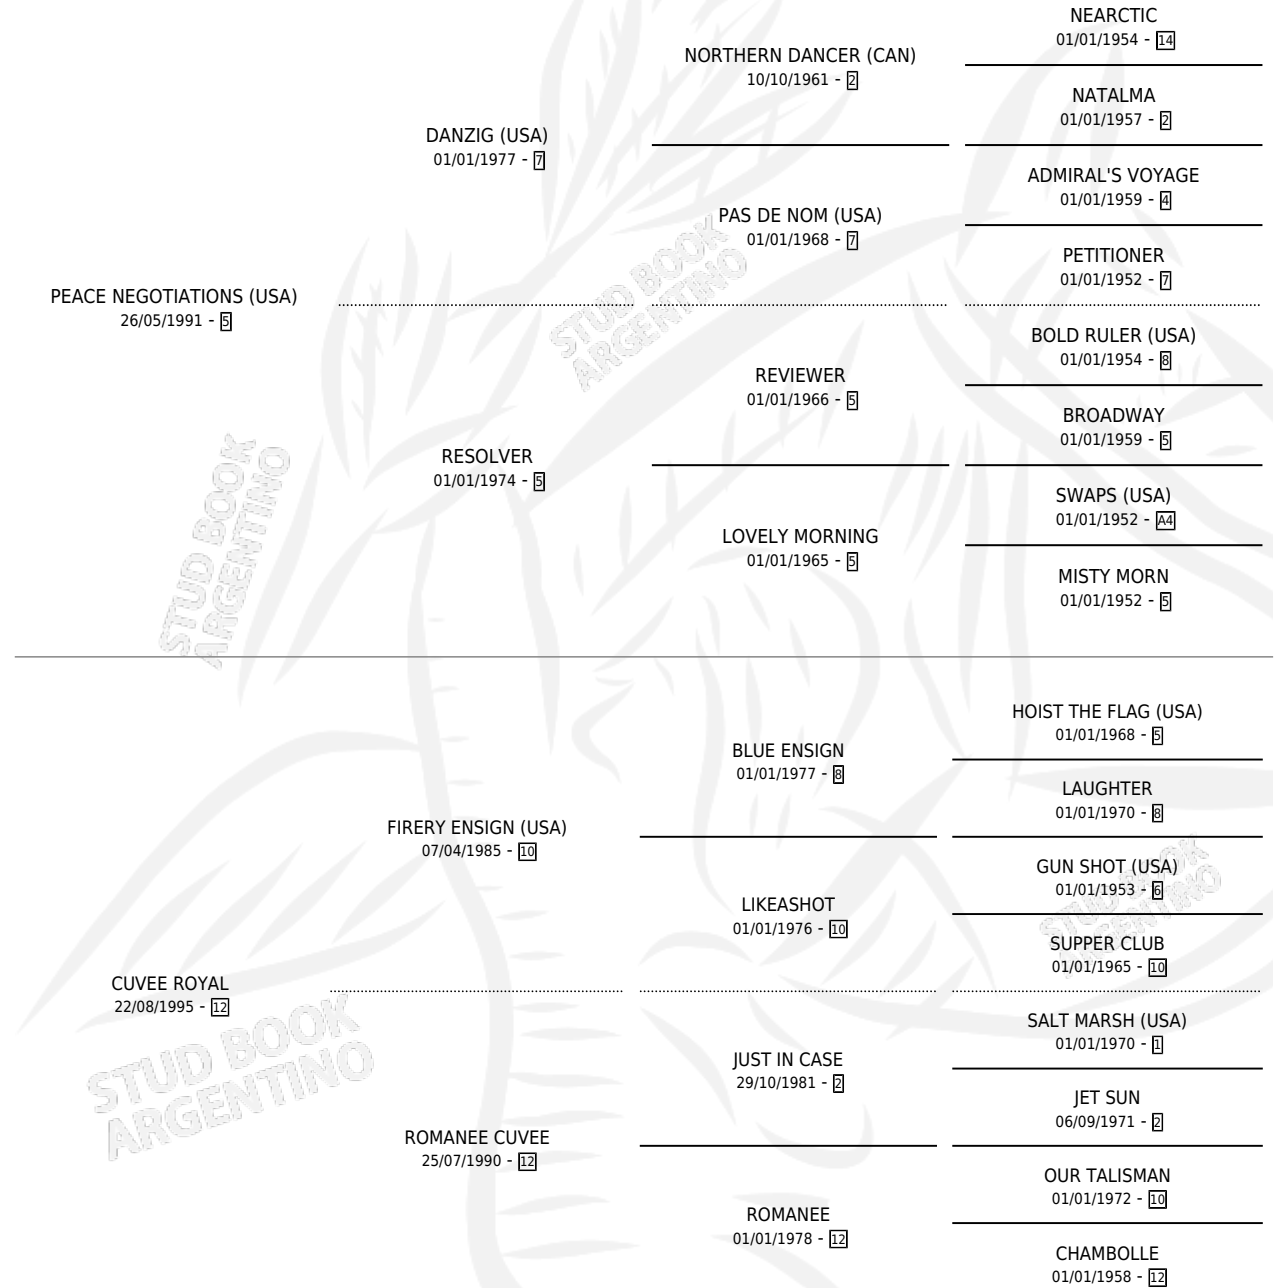 NEARCTIC
01/01/1954 - 14
NORTHERN DANCER (CAN)
10/10/1961 - 2
NATALMA
01/01/1957 - 2
DANZIG (USA)
01/01/1977 - 7
ADMIRAL'S VOYAGE
01/01/1959 - 4
PAS DE NOM (USA)
01/01/1968 - 7
PETITIONER
01/01/1952 - 7
PEACE NEGOTIATIONS (USA)
26/05/1991 - 5
BOLD RULER (USA)
01/01/1954 - 8
REVIEWER
01/01/1966 - 5
BROADWAY
01/01/1959 - 5
RESOLVER
01/01/1974 - 5
SWAPS (USA)
01/01/1952 - A4
LOVELY MORNING
01/01/1965 - 5
MISTY MORN
01/01/1952 - 5
STUD BOOK
ARGENTINO
STUD BOOK
ARGENTINO
HOIST THE FLAG (USA)
01/01/1968 - 5
BLUE ENSIGN
01/01/1977 - 8
LAUGHTER
01/01/1970 - 8
FIRERY ENSIGN (USA)
07/04/1985 - 10
GUN SHOT (USA)
01/01/1953 - 6
LIKEASHOT
01/01/1976 - 10
SUPPER CLUB
01/01/1965 - 10
STUD BOOK
ARGENTINO
CUVEE ROYAL
22/08/1995 - 12
SALT MARSH (USA)
01/01/1970 - 1
JUST IN CASE
29/10/1981 - 2
JET SUN
06/09/1971 - 2
STUD BOOK
ARGENTINO
ROMANEE CUVEE
25/07/1990 - 12
OUR TALISMAN
01/01/1972 - 10
ROMANEE
01/01/1978 - 12
CHAMBOLLE
01/01/1958 - 12